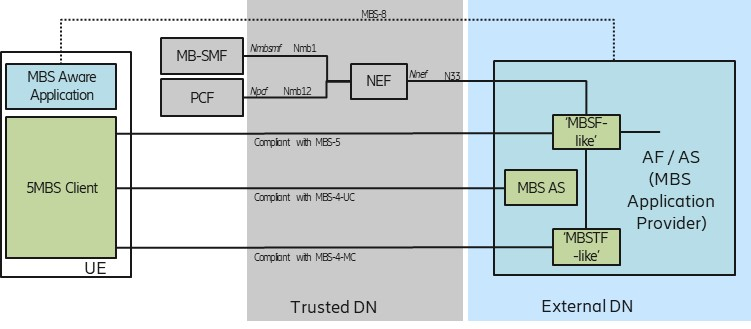 MBS-8
MB-SMF
Nmbsmf Nmb1
PCF
Npcf Nmb12
NEF
Nnef N33
MBS Aware
Application
5MBS Client
UE
Compliant with MBS-5
Compliant with MBS-4-UC
Compliant with MBS-4-MC
'MBSF-
like'
MBS AS
'MBSTF
-like'
AF / AS
(MBS
Application
Provider)
Trusted DN
External DN